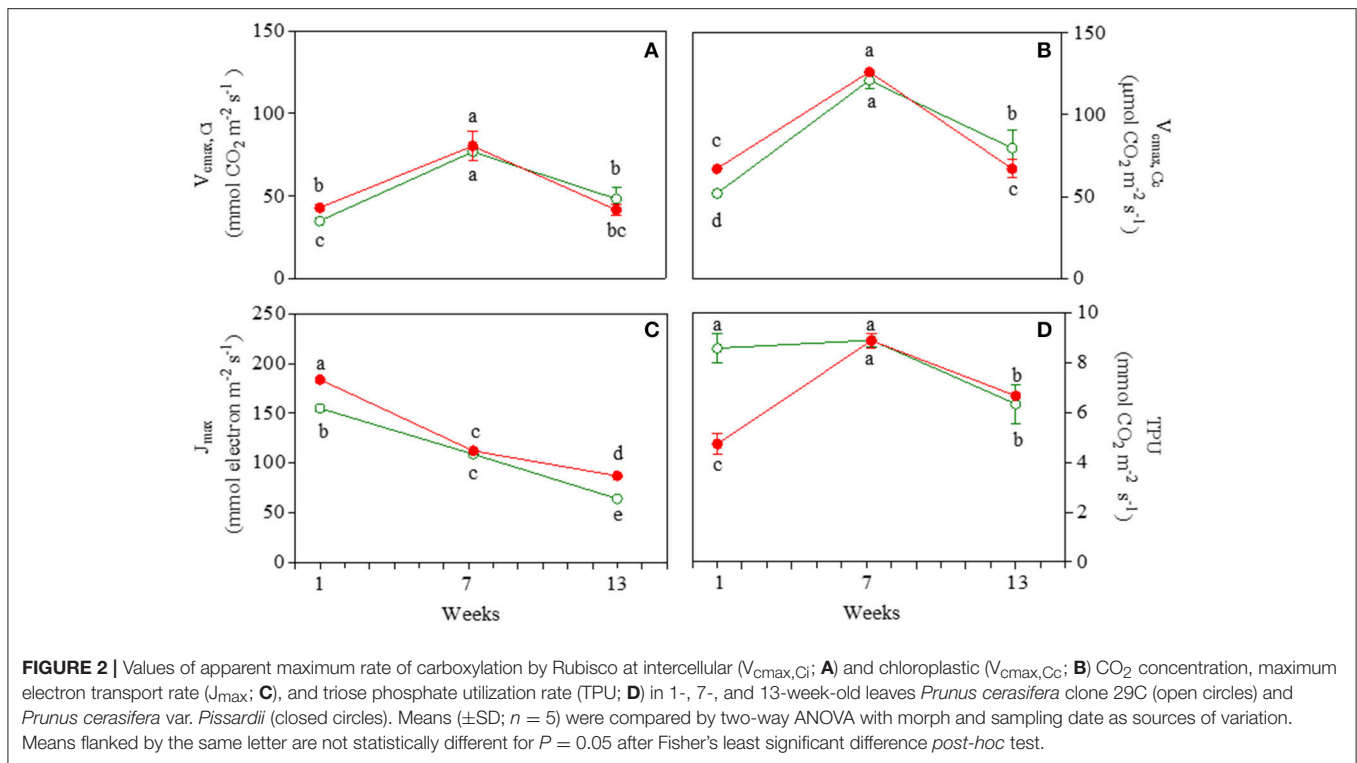 150
100
50
0
V cmax, Ci
(mmol CO2 m-2 s-1)
A
a
b
b
a
c
bc
B
a
c
b
a
d
c
150
100
50
0
V cmax, Cc
(μmol CO2 m-2 s-1)
250
200
150
100
50
0
Jmax
(mmol electron m-2 s-1)
C
a
c
d
b
c
e
1
7
13
Weeks
D
a
a
b
a
c
b
1
7
13
Weeks
10
8
6
4
2
0
TPU
(mmol CO2 m-2 s-1)
FIGURE 2 | Values of apparent maximum rate of carboxylation by Rubisco at intercellular (Vcmax,Ci; A) and chloroplastic (Vcmax,Cc; B) CO2 concentration, maximum
electron transport rate (Jmax; C), and triose phosphate utilization rate (TPU; D) in 1-, 7-, and 13-week-old leaves Prunus cerasifera clone 29C (open circles) and
Prunus cerasifera var. Pissardii (closed circles). Means (±SD; n = 5) were compared by two-way ANOVA with morph and sampling date as sources of variation.
Means flanked by the same letter are not statistically different for P = 0.05 after Fisher's least significant difference post-hoc test.